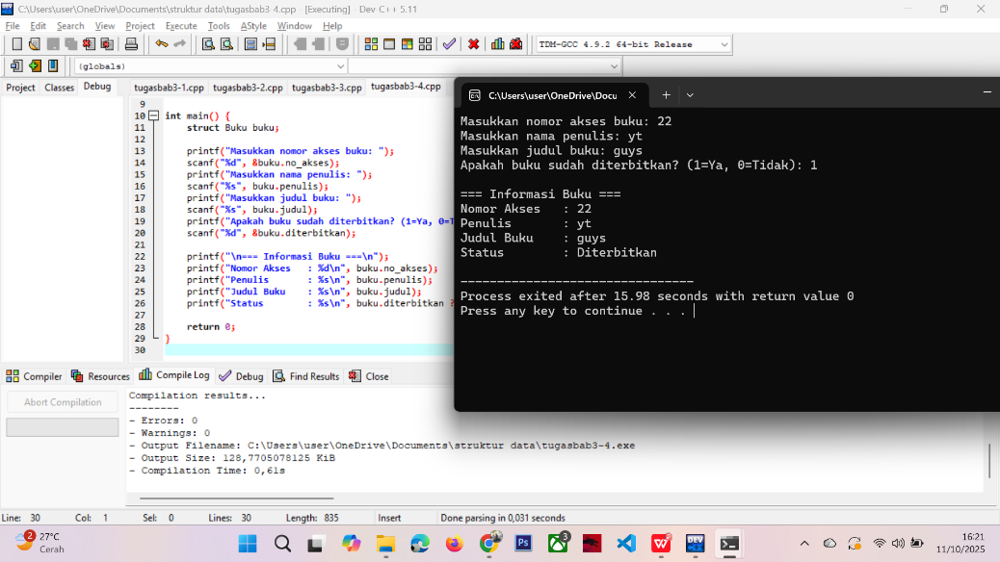 C:\Users\user\OneDrive\Documents\struktur data\tugasbab3-4.cpp - [Executing] - Dev-C++ 5.11
File Edit Search View Project Execute Tools AStyle Window Help
TDM-GCC 4.9.2 64-bit Release
(globals)
Project Classes Debug
tugasbab3-1.cpp tugasbab3-2.cpp tugasbab3-3.cpp tugasbab3-4.cpp
9
10 int main() {
11 struct Buku buku;
12
13 printf("Masukkan nomor akses buku: ");
14 scanf("%d", &buku.no_akses);
15 printf("Masukkan nama penulis: ");
16 scanf("%s", buku.penulis);
17 printf("Masukkan judul buku: ");
18 scanf("%s", buku.judul);
19 printf("Apakah buku sudah diterbitkan? (1=Ya, 0=T
20 scanf("%d", &buku.diterbitkan);
21
22 printf("\n=== Informasi Buku ===\n");
23 printf("Nomor Akses : %d\n", buku.no_akses);
24 printf("Penulis : %s\n", buku.penulis);
25 printf("Judul Buku : %s\n", buku.judul);
26 printf("Status : %s\n", buku.diterbitkan ?
27
28 return 0;
29 }
30
C:\Users\user\OneDrive\Docu
Masukkan nomor akses buku: 22
Masukkan nama penulis: yt
Masukkan judul buku: guys
Apakah buku sudah diterbitkan? (1=Ya, 0=Tidak): 1
=== Informasi Buku ===
Nomor Akses : 22
Penulis : yt
Judul Buku : guys
Status : Diterbitkan
--------------------------------
Process exited after 15.98 seconds with return value 0
Press any key to continue . . .
Compiler Resources Compile Log Debug Find Results Close
Abort Compilation
Compilation results...
--------
- Errors: 0
- Warnings: 0
- Output Filename: C:\Users\user\OneDrive\Documents\struktur data\tugasbab3-4.exe
- Output Size: 128,7705078125 KiB
- Compilation Time: 0,61s
Line: 30 Col: 1 Sel: 0 Lines: 30 Length: 835 Insert Done parsing in 0,031 seconds
2
27°C
Cerah
Ps
3
W
DEV
16:21
11/10/2025